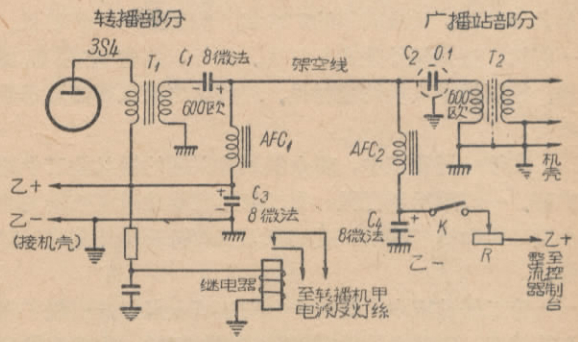 转播部分
广播站部分
3S4
T₁
C₁ 8微法
600欧
架空线
C₂ 0.1
T₂
600欧
AFC₁
AFC₂
机壳
乙+
C₃
8微法
乙-
(接机壳)
C₄
8微法
乙-
K
R
乙+
至控制台
整流器
继电器
至转播机甲
电源及灯丝